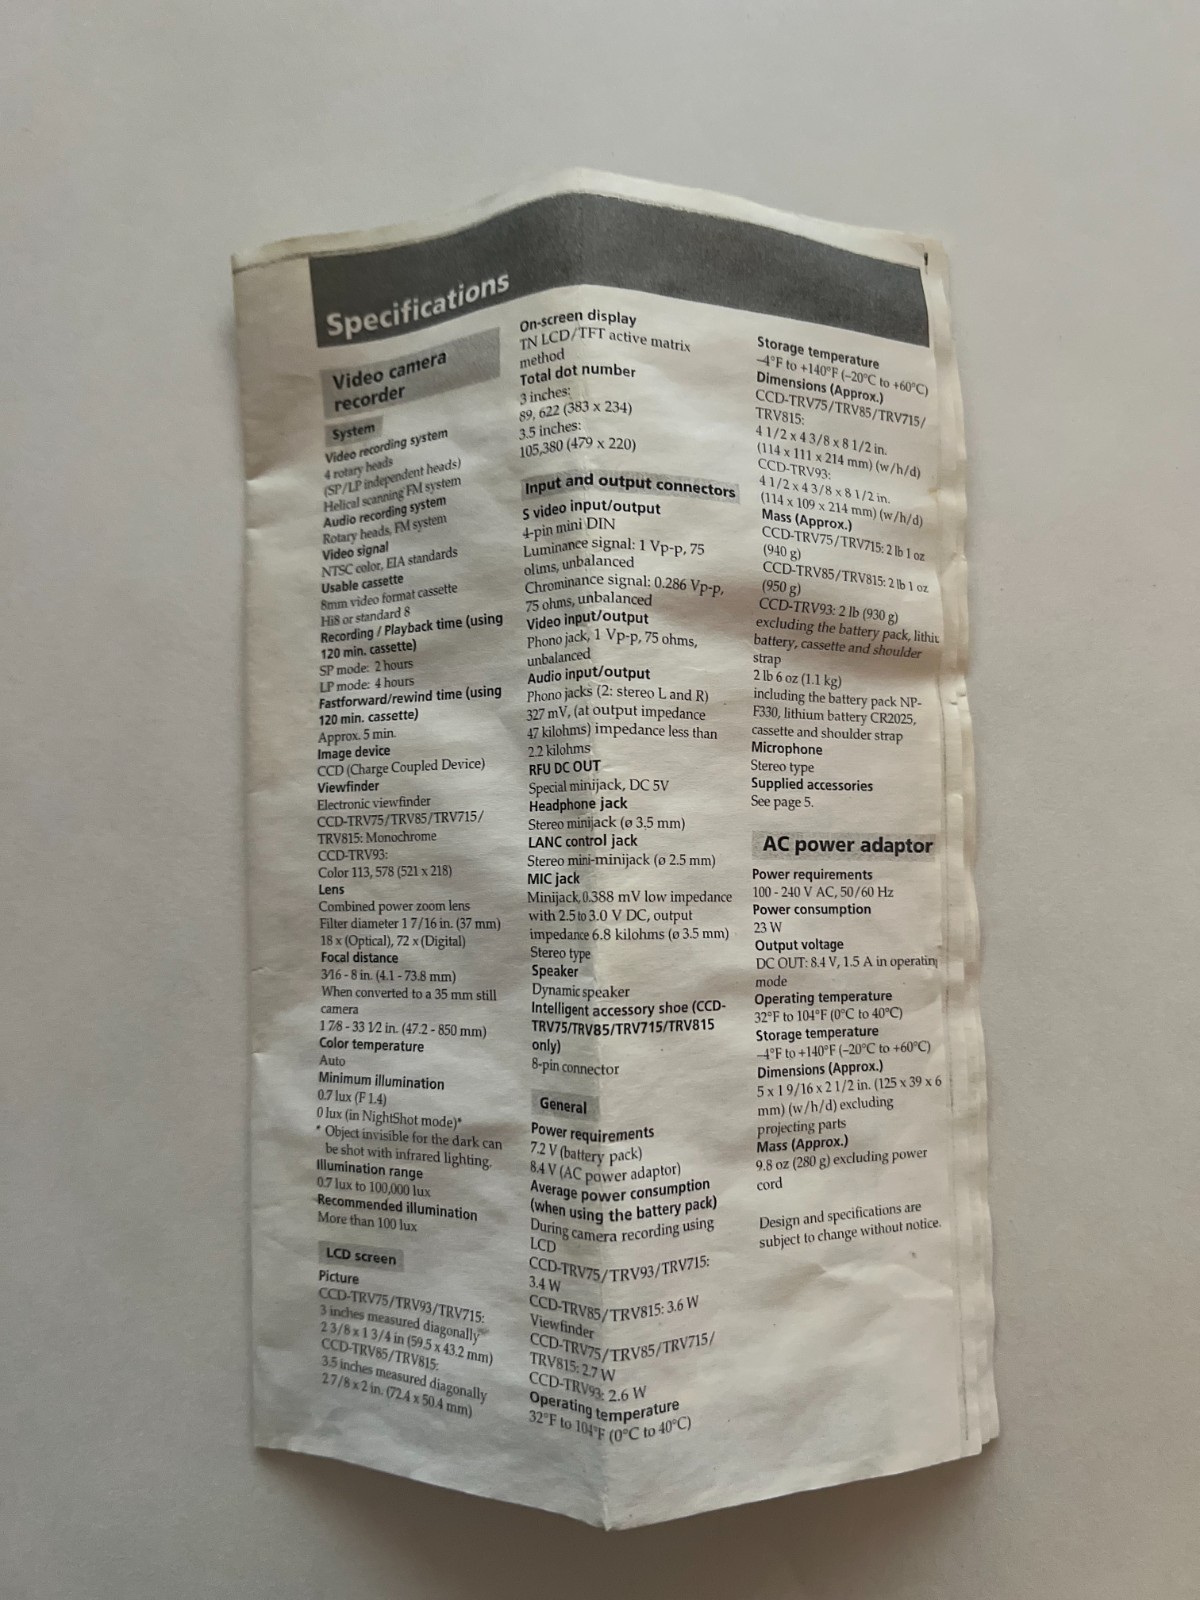 Specifications
Video camera
recorder
System
Video recording system
4 rotary heads
(SP/LP independent heads)
Helical scanning FM system
Audio recording system
Rotary heads, FM system
Video signal
NTSC color, EIA standards
Usable cassette
8mm video format cassette
Hi8 or standard 8
Recording / Playback time (using
120 min. cassette)
SP mode: 2 hours
LP mode: 4 hours
Fastforward/rewind time (using
120 min. cassette)
Approx. 5 min.
Image device
CCD (Charge Coupled Device)
Viewfinder
Electronic viewfinder
CCD-TRV75/TRV85/TRV715/
TRV815: Monochrome
CCD-TRV93:
Color 113, 578 (521 x 218)
Lens
Combined power zoom lens
Filter diameter 1 7/16 in. (37 mm)
18 x (Optical), 72 x (Digital)
Focal distance
3/16 - 8 in. (4.1 - 73.8 mm)
When converted to a 35 mm still
camera
1 7/8 - 33 1/2 in. (47.2 - 850 mm)
Color temperature
Auto
Minimum illumination
0.7 lux (F 1.4)
0 lux (in NightShot mode)*
* Object invisible for the dark can
be shot with infrared lighting.
Illumination range
0.7 lux to 100,000 lux
Recommended illumination
More than 100 lux
LCD screen
Picture
CCD-TRV75/TRV93/TRV715:
3 inches measured diagonally
2 3/8 x 1 3/4 in (59.5 x 43.2 mm)
CCD-TRV85/TRV815:
3.5 inches measured diagonally
2 7/8 x 2 in. (72.4 x 50.4 mm)
On-screen display
TN LCD/TFT active matrix
method
Total dot number
3 inches:
89, 622 (383 x 234)
3.5 inches:
105,380 (479 x 220)
Input and output connectors
S video input/output
4-pin mini DIN
Luminance signal: 1 Vp-p, 75
olims, unbalanced
Chrominance signal: 0.286 Vp-p,
75 ohms, unbalanced
Video input/output
Phono jack, 1 Vp-p, 75 ohms,
unbalanced
Audio input/output
Phono jacks (2: stereo L and R)
327 mV, (at output impedance
47 kilohms) impedance less than
2.2 kilohms
RFU DC OUT
Special minijack, DC 5V
Headphone jack
Stereo minijack (ø 3.5 mm)
LANC control jack
Stereo mini-minijack (ø 2.5 mm)
MIC jack
Minijack, 0.388 mV low impedance
with 2.5 to 3.0 V DC, output
impedance 6.8 kilohms (ø 3.5 mm)
Stereo type
Speaker
Dynamic speaker
Intelligent accessory shoe (CCD-
TRV75/TRV85/TRV715/TRV815
only)
8-pin connector
General
Power requirements
7.2 V (battery pack)
8.4 V (AC power adaptor)
Average power consumption
(when using the battery pack)
During camera recording using
LCD
CCD-TRV75/TRV93/TRV715:
3.4 W
CCD-TRV85/TRV815: 3.6 W
Viewfinder
CCD-TRV75/TRV85/TRV715/
TRV815: 2.7 W
CCD-TRV93: 2.6 W
Operating temperature
32°F to 104°F (0°C to 40°C)
Storage temperature
–4°F to +140°F (–20°C to +60°C)
Dimensions (Approx.)
CCD-TRV75/TRV85/TRV715/
TRV815:
4 1/2 x 4 3/8 x 8 1/2 in.
(114 x 111 x 214 mm) (w/h/d)
CCD-TRV93:
4 1/2 x 4 3/8 x 8 1/2 in.
(114 x 109 x 214 mm) (w/h/d)
Mass (Approx.)
CCD-TRV75/TRV715: 2 lb 1 oz
(940 g)
CCD-TRV85/TRV815: 2 lb 1 oz
(950 g)
CCD-TRV93: 2 lb (930 g)
excluding the battery pack,
battery, cassette and shoulder
strap
2 lb 6 oz (1.1 kg)
including the battery pack NP-
F330, lithium battery CR2025,
cassette and shoulder strap
Microphone
Stereo type
Supplied accessories
See page 5.
AC power adaptor
Power requirements
100 - 240 V AC, 50/60 Hz
Power consumption
23 W
Output voltage
DC OUT: 8.4 V, 1.5 A in operating
mode
Operating temperature
32°F to 104°F (0°C to 40°C)
Storage temperature
–4°F to +140°F (–20°C to +60°C)
Dimensions (Approx.)
5 x 1 9/16 x 2 1/2 in. (125 x 39 x 6
mm) (w/h/d) excluding
projecting parts
Mass (Approx.)
9.8 oz (280 g) excluding power
cord
Design and specifications are
subject to change without notice.